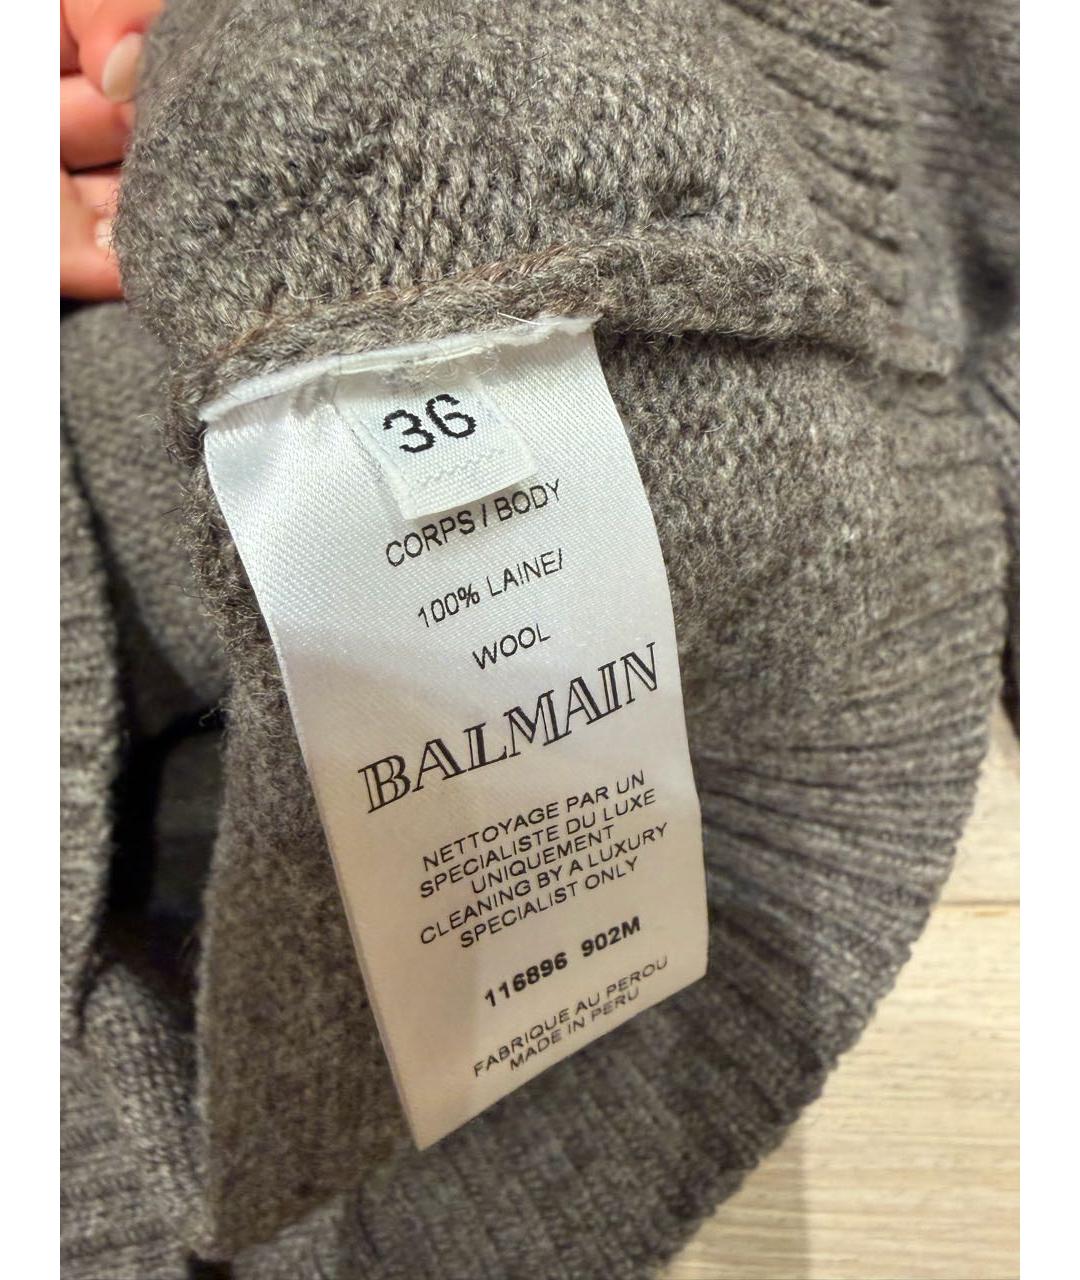 36
CORPS / BODY
100% LAINE/
WOOL
BALMAIN
NETTOYAGE PAR UN
SPECIALISTE DU LUXE
UNIQUEMENT
CLEANING BY A LUXURY
SPECIALIST ONLY
116896 902M
FABRIQUE AU PEROU
MADE IN PERU